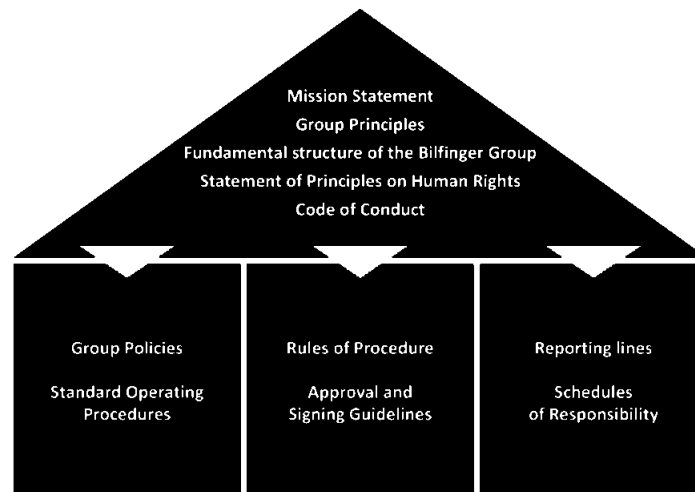 Mission Statement
Group Principles
Fundamental structure of the Bilfinger Group
Statement of Principles on Human Rights
Code of Conduct
Group Policies
Standard Operating
Procedures
Rules of Procedure
Approval and
Signing Guidelines
Reporting lines
Schedules
of Responsibility